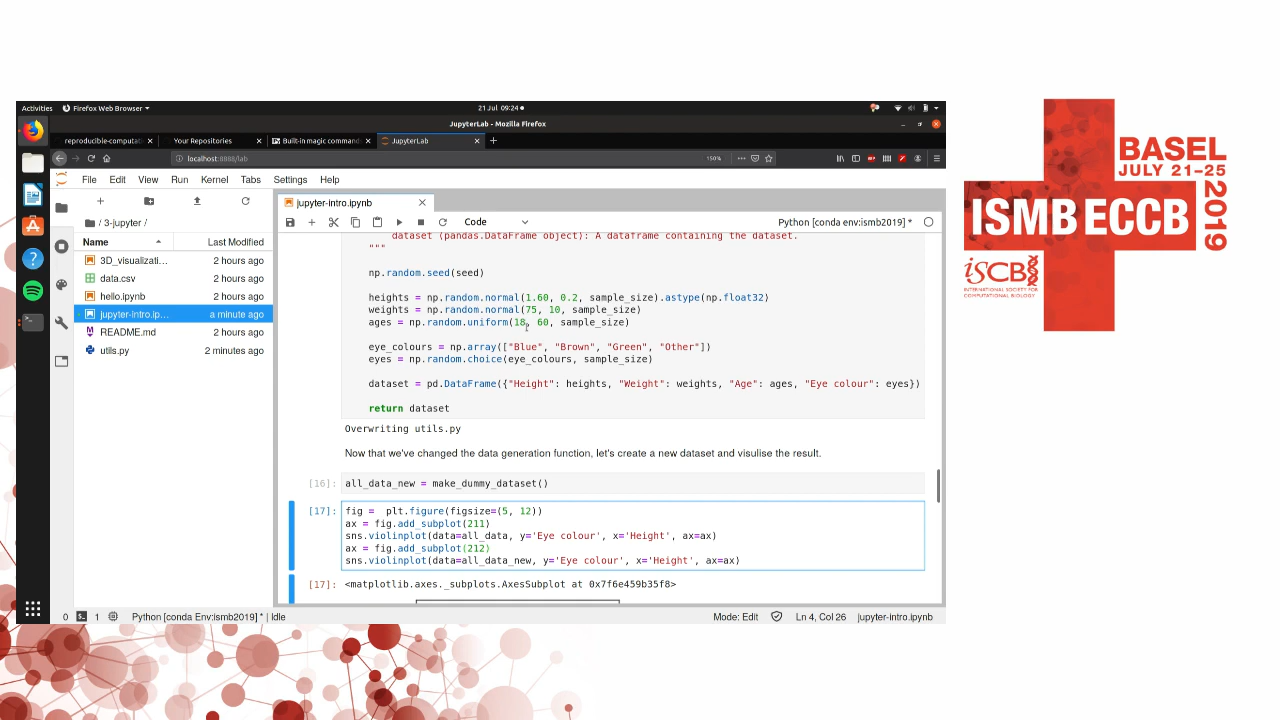 Activities
Firefox Web Browser
21 Jul 09:24
JupyterLab - Mozilla Firefox
reproducible-computat
Your Repositories
Built-in magic comman
JupyterLab
localhost:8888/lab
150%
File Edit View Run Kernel Tabs Settings Help
jupyter-intro.ipynb
/ 3-jupyter /
Code
Python [conda env:ismb2019] *
Name
Last Modified
3D_visualizati...
2 hours ago
data.csv
2 hours ago
hello.ipynb
2 hours ago
jupyter-intro.ip...
a minute ago
README.md
2 hours ago
utils.py
2 minutes ago
dataset (pandas.DataFrame object): A dataframe containing the dataset.
"""
np.random.seed(seed)
heights = np.random.normal(1.60, 0.2, sample_size).astype(np.float32)
weights = np.random.normal(75, 10, sample_size)
ages = np.random.uniform(18, 60, sample_size)
eye_colours = np.array(["Blue", "Brown", "Green", "Other"])
eyes = np.random.choice(eye_colours, sample_size)
dataset = pd.DataFrame({"Height": heights, "Weight": weights, "Age": ages, "Eye colour": eyes})
return dataset
Overwriting utils.py
Now that we've changed the data generation function, let's create a new dataset and visulise the result.
[16]: all_data_new = make_dummy_dataset()
[17]: fig =  plt.figure(figsize=(5, 12))
ax = fig.add_subplot(211)
sns.violinplot(data=all_data, y='Eye colour', x='Height', ax=ax)
ax = fig.add_subplot(212)
sns.violinplot(data=all_data_new, y='Eye colour', x='Height', ax=ax)
[17]: <matplotlib.axes._subplots.AxesSubplot at 0x7f6e459b35f8>
0
1
Python [conda Env:ismb2019] * | Idle
Mode: Edit
Ln 4, Col 26
jupyter-intro.ipynb
BASEL
JULY 21–25
2019
ISMB ECCB
iSCB
INTERNATIONAL SOCIETY FOR
COMPUTATIONAL BIOLOGY